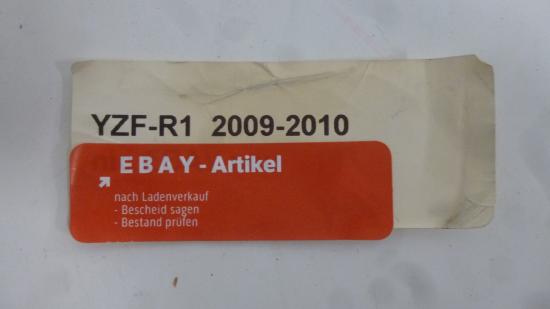 YZF-R1 2009-2010
EBAY - Artikel
nach Ladenverkauf
- Bescheid sagen
- Bestand prüfen